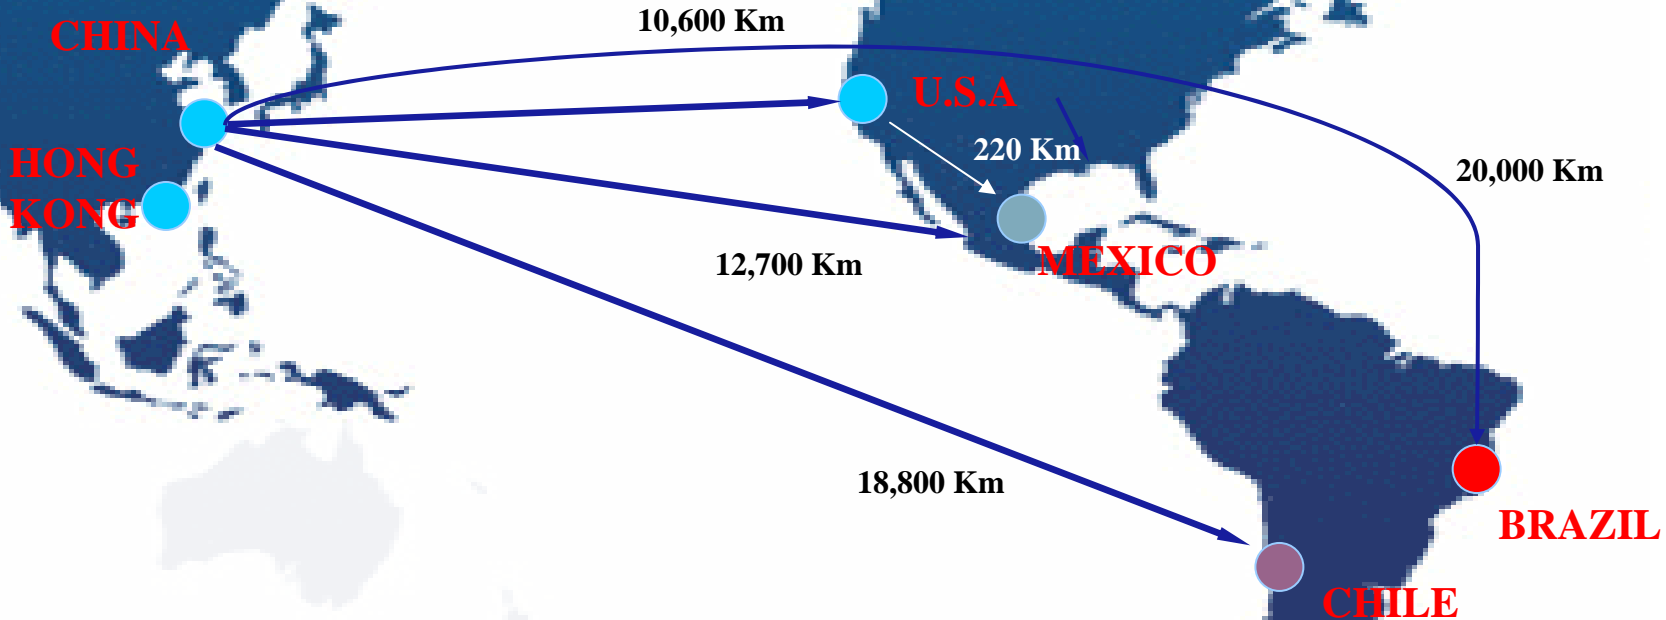 10,600 Km
CHINA
U.S.A
HONG
KONG
220 Km
20,000 Km
MEXICO
12,700 Km
18,800 Km
BRAZIL
CHILE